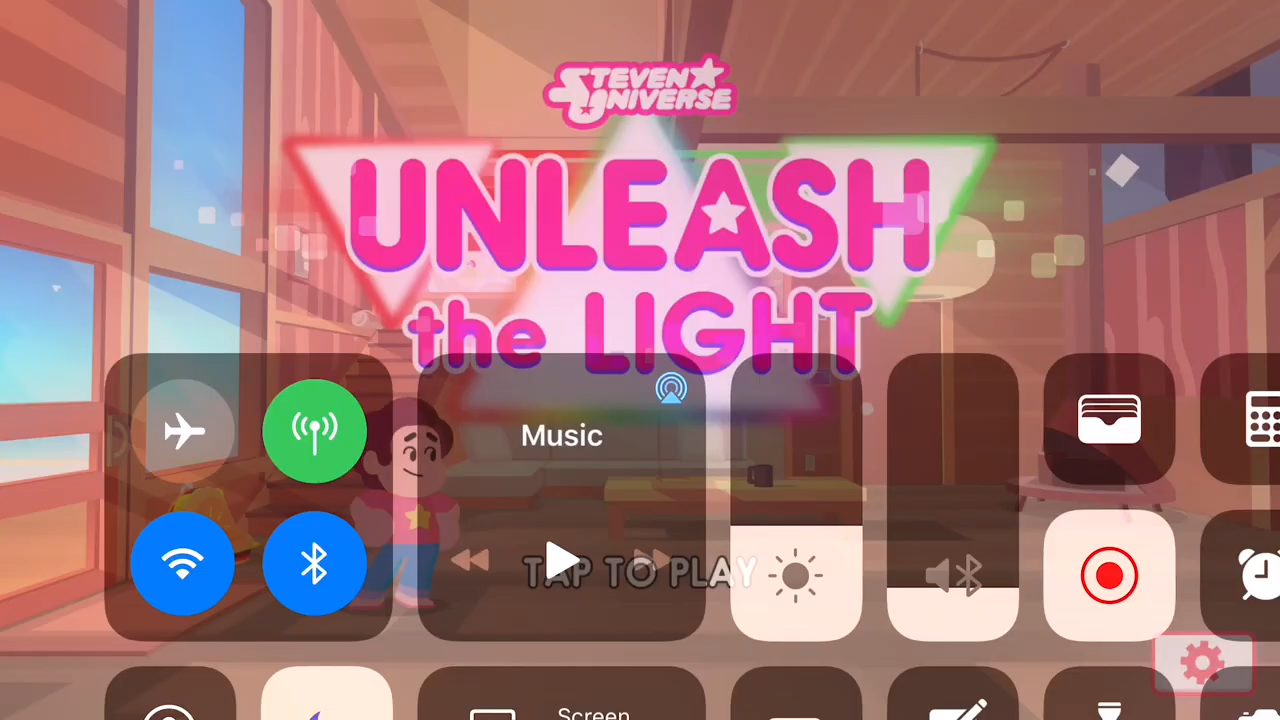 STEVEN
UNIVERSE
UNLEASH
the LIGHT
Music
TAP TO PLAY
Screen